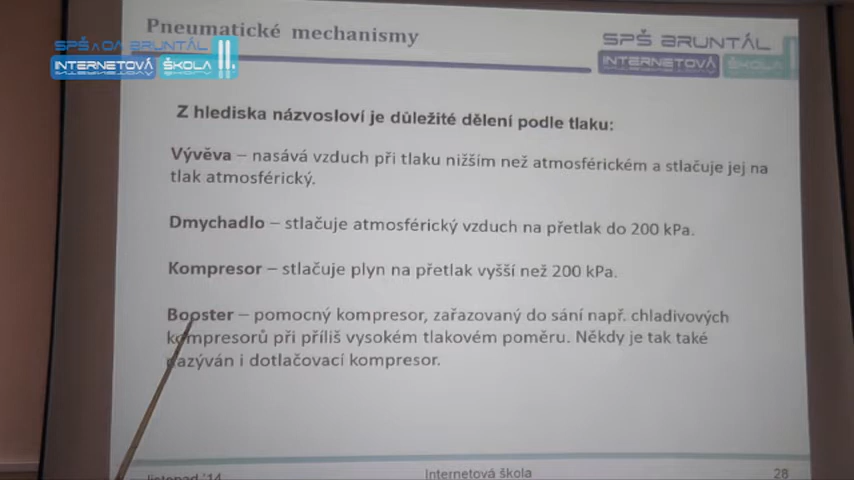 Pneumatické mechanismy
SPŠ A OA BRUNTÁL
INTERNETOVÁ ŠKOLA
SPŠ BRUNTÁL
INTERNETOVÁ ŠKOLA
Z hlediska názvosloví je důležité dělení podle tlaku:
Vývěva – nasává vzduch při tlaku nižším než atmosférickém a stlačuje jej na
tlak atmosférický.
Dmychadlo – stlačuje atmosférický vzduch na přetlak do 200 kPa.
Kompresor – stlačuje plyn na přetlak vyšší než 200 kPa.
Booster – pomocný kompresor, zařazovaný do sání např. chladivových
kompresorů při příliš vysokém tlakovém poměru. Někdy je tak také
nazýván i dotlačovací kompresor.
listopad '14 Internetová škola 28